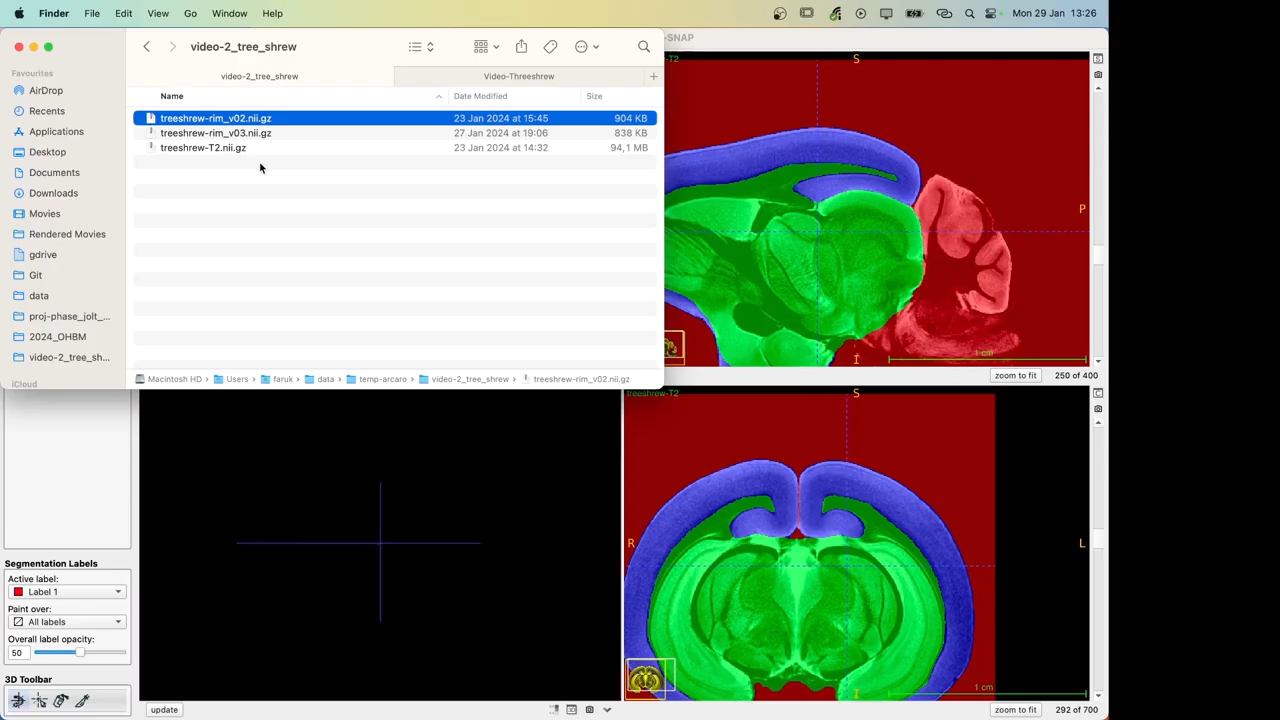 Finder File Edit View Go Window Help Mon 29 Jan 13:26
video-2_tree_shrew
-SNAP
video-2_tree_shrew Video-Threeshrew
Favourites
AirDrop
Recents
Applications
Desktop
Documents
Downloads
Movies
Rendered Movies
gdrive
Git
data
proj-phase_jolt_...
2024_OHBM
video-2_tree_sh...
iCloud
Name Date Modified Size
treeshrew-rim_v02.nii.gz 23 Jan 2024 at 15:45 904 KB
treeshrew-rim_v03.nii.gz 27 Jan 2024 at 19:06 838 KB
treeshrew-T2.nii.gz 23 Jan 2024 at 14:32 94,1 MB
Macintosh HD Users faruk data temp-arcaro video-2_tree_shrew treeshrew-rim_v02.nii.gz
-T2
S
P
I
1 cm
zoom to fit 250 of 400
treeshrew-T2
S
R
L
I
1 cm
zoom to fit 292 of 700
Segmentation Labels
Active label:
Label 1
Paint over:
All labels
Overall label opacity:
50
3D Toolbar
update